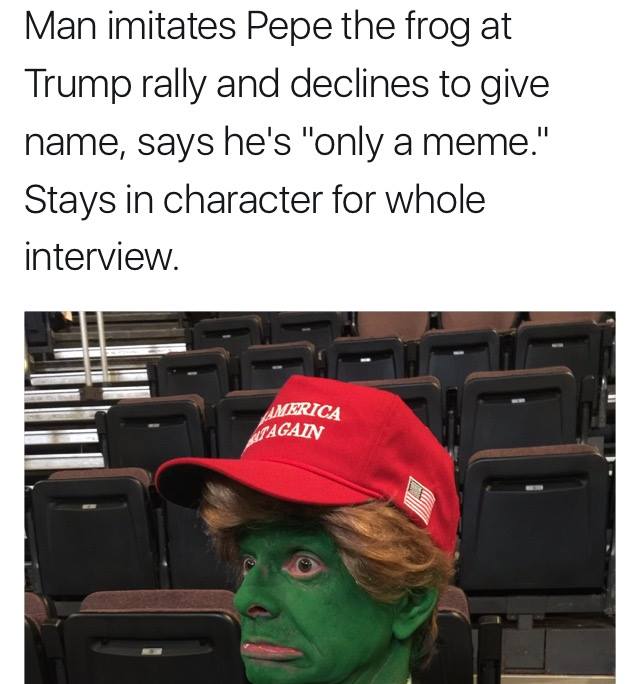 Man imitates Pepe the frog at
Trump rally and declines to give
name, says he's "only a meme."
Stays in character for whole
interview.
AMERICA
AGAIN